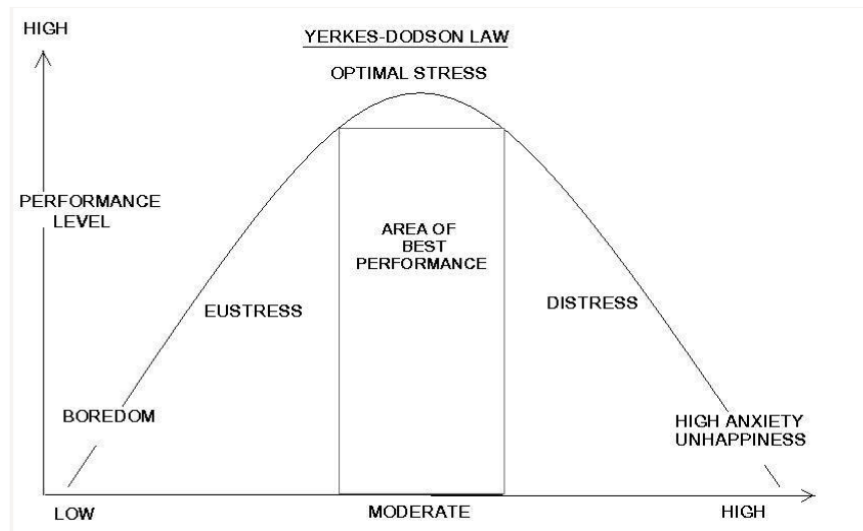 HIGH
YERKES-DODSON LAW
OPTIMAL STRESS
PERFORMANCE
LEVEL
AREA OF
BEST
PERFORMANCE
EUSTRESS
DISTRESS
BOREDOM
HIGH ANXIETY
UNHAPPINESS
LOW
MODERATE
HIGH